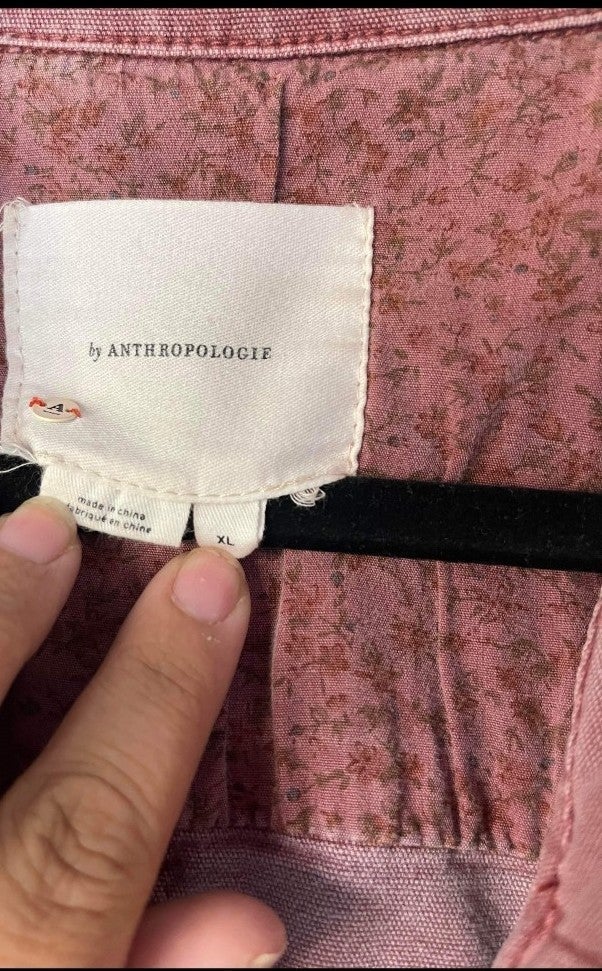 by ANTHROPOLOGIE
A
made in china
fabriqué en chine
XL